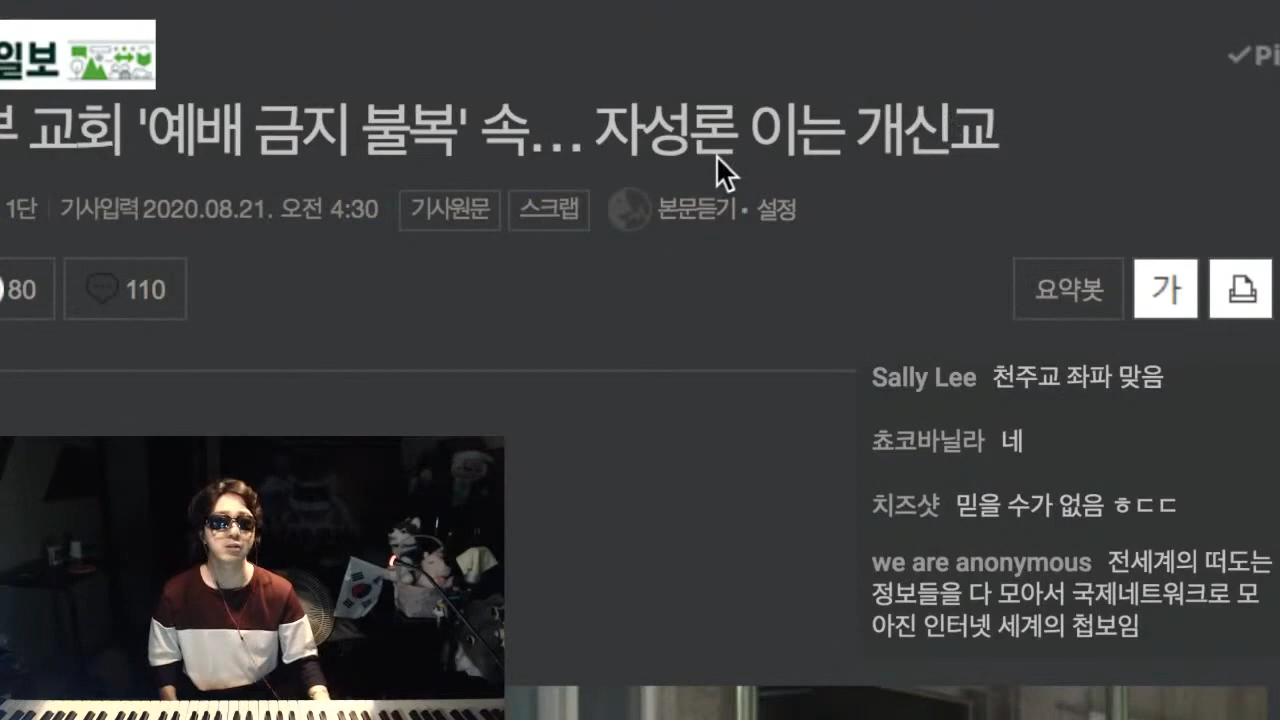 일보
교회 '예배 금지 불복' 속... 자성론 이는 개신교
1단 기사입력 2020.08.21. 오전 4:30 기사원문 스크랩 본문듣기 · 설정
80 110 요약봇 가
Sally Lee 천주교 좌파 맞음
쵸코바닐라 네
치즈샷 믿을 수가 없음 ㅎㄷㄷ
we are anonymous 전세계의 떠도는
정보들을 다 모아서 국제네트워크로 모
아진 인터넷 세계의 첩보임